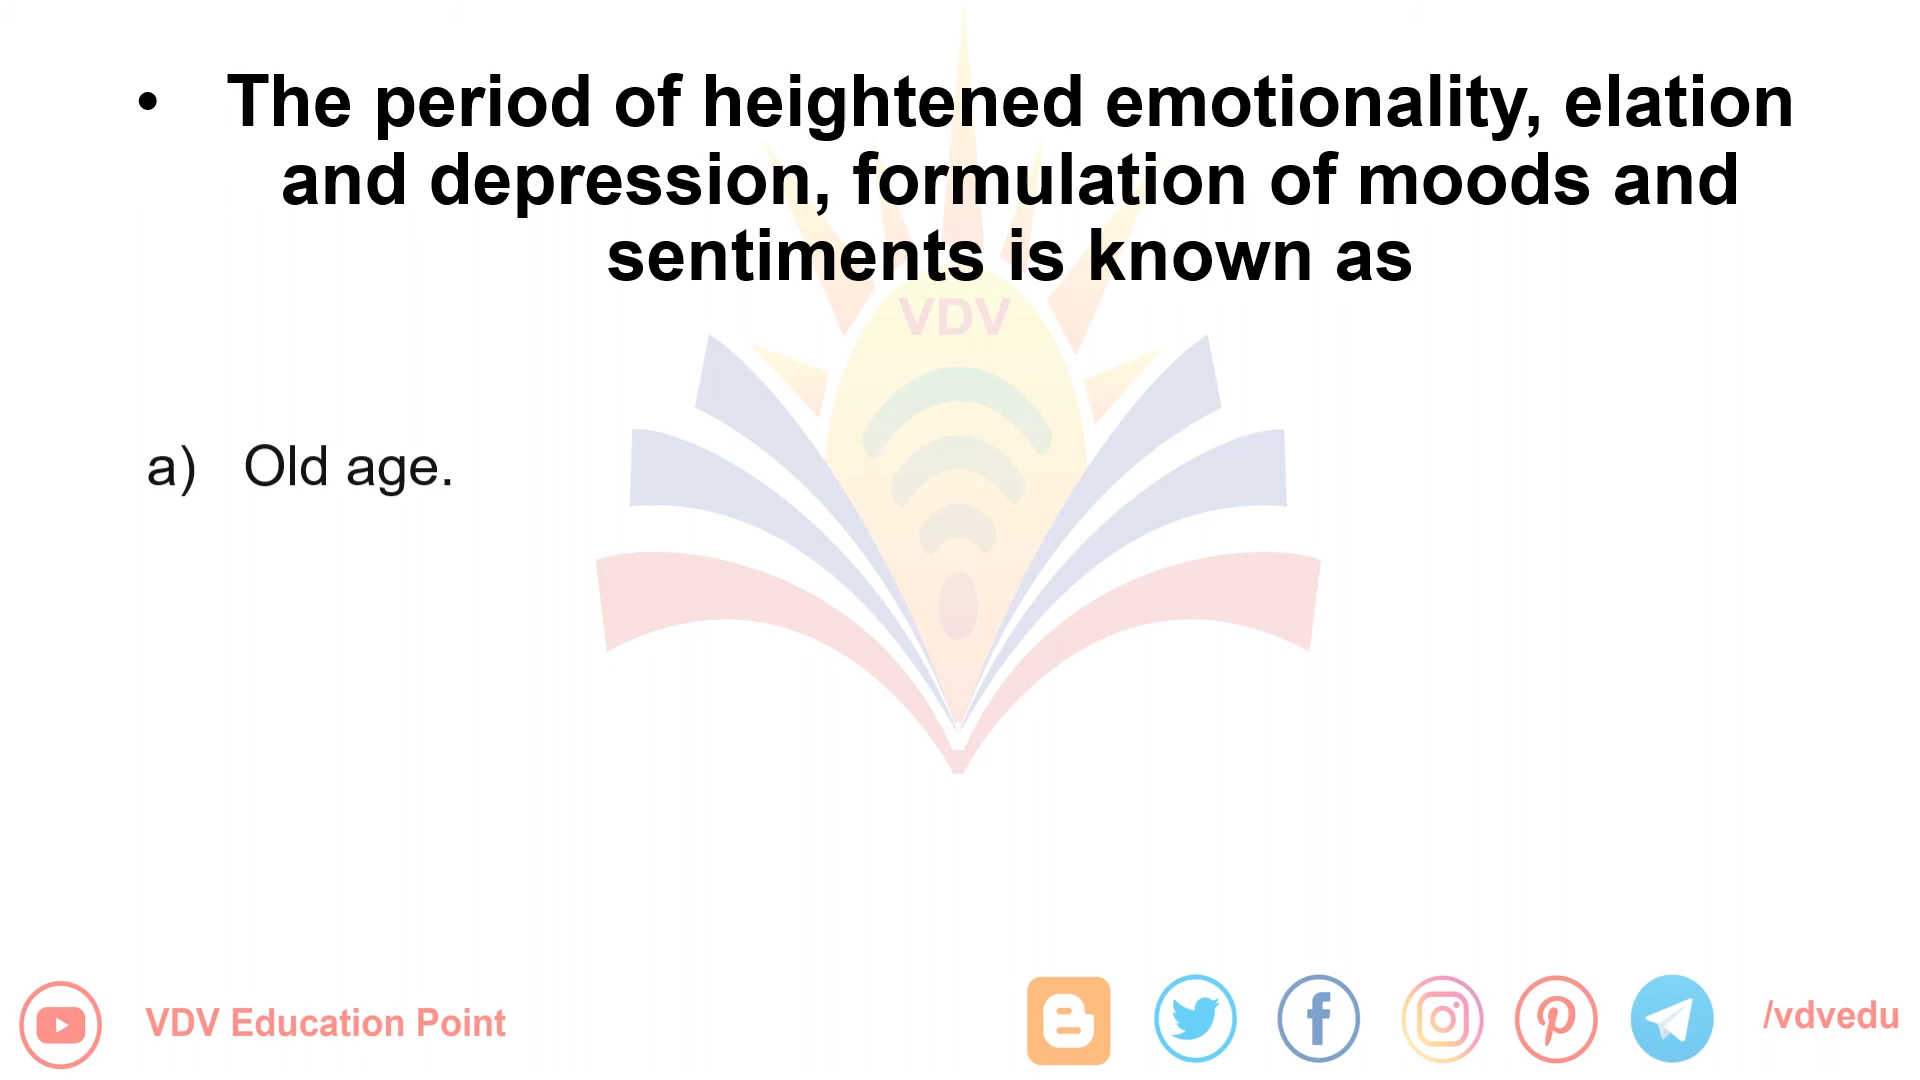 • The period of heightened emotionality, elation
and depression, formulation of moods and
sentiments is known as
VDV
a) Old age.
VDV Education Point
/vdvedu